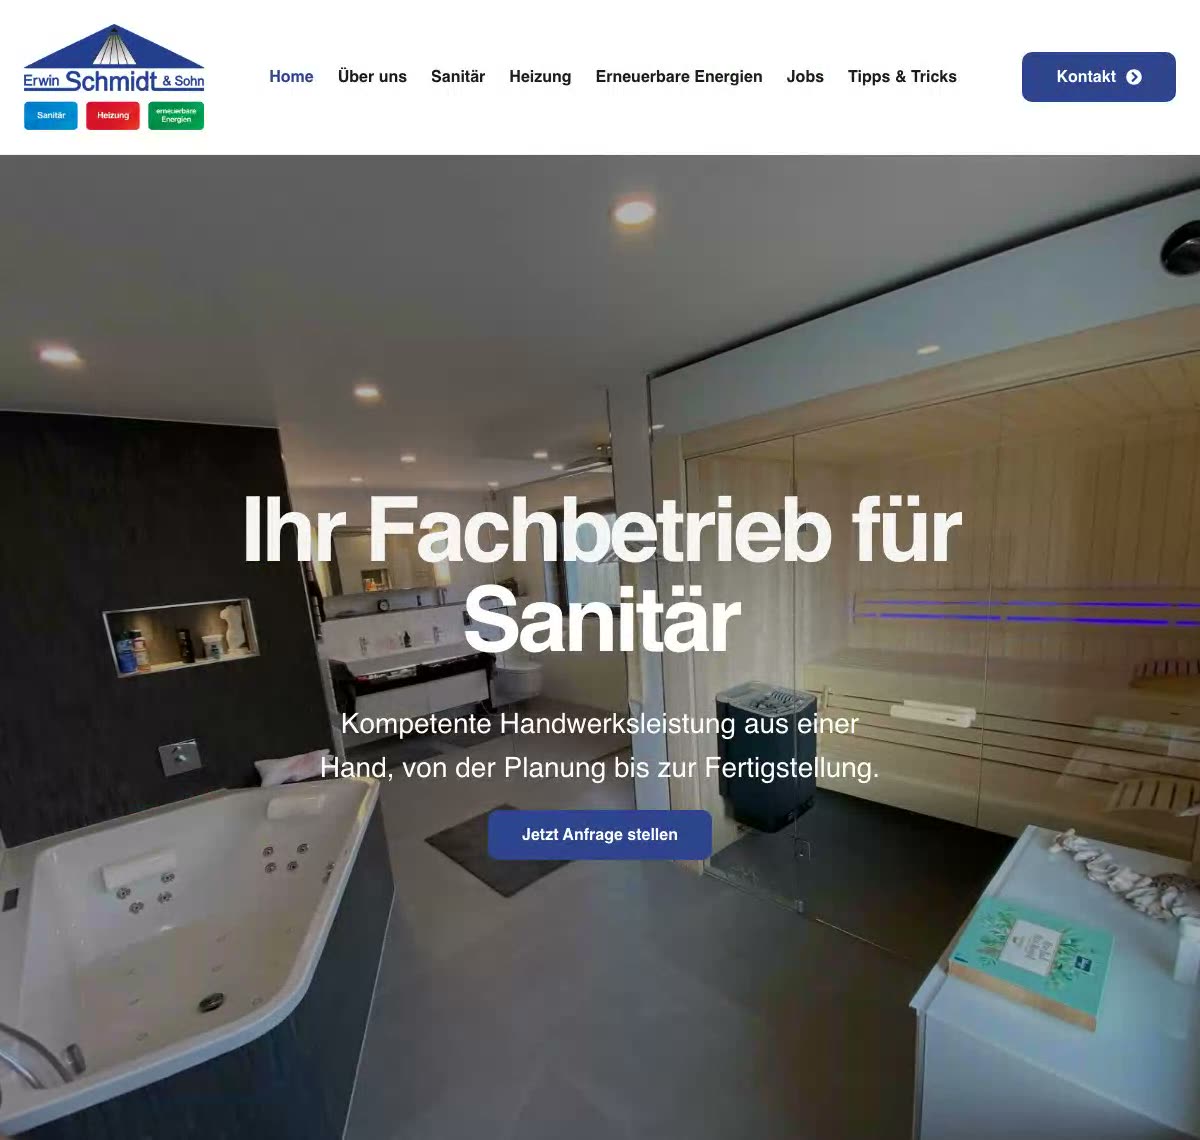 Erwin Schmidt & Sohn
Sanitär
Heizung
erneuerbare
Energien
Home
Über uns
Sanitär
Heizung
Erneuerbare Energien
Jobs
Tipps & Tricks
Kontakt
Ihr Fachbetrieb für
Sanitär
Kompetente Handwerksleistung aus einer
Hand, von der Planung bis zur Fertigstellung.
Jetzt Anfrage stellen